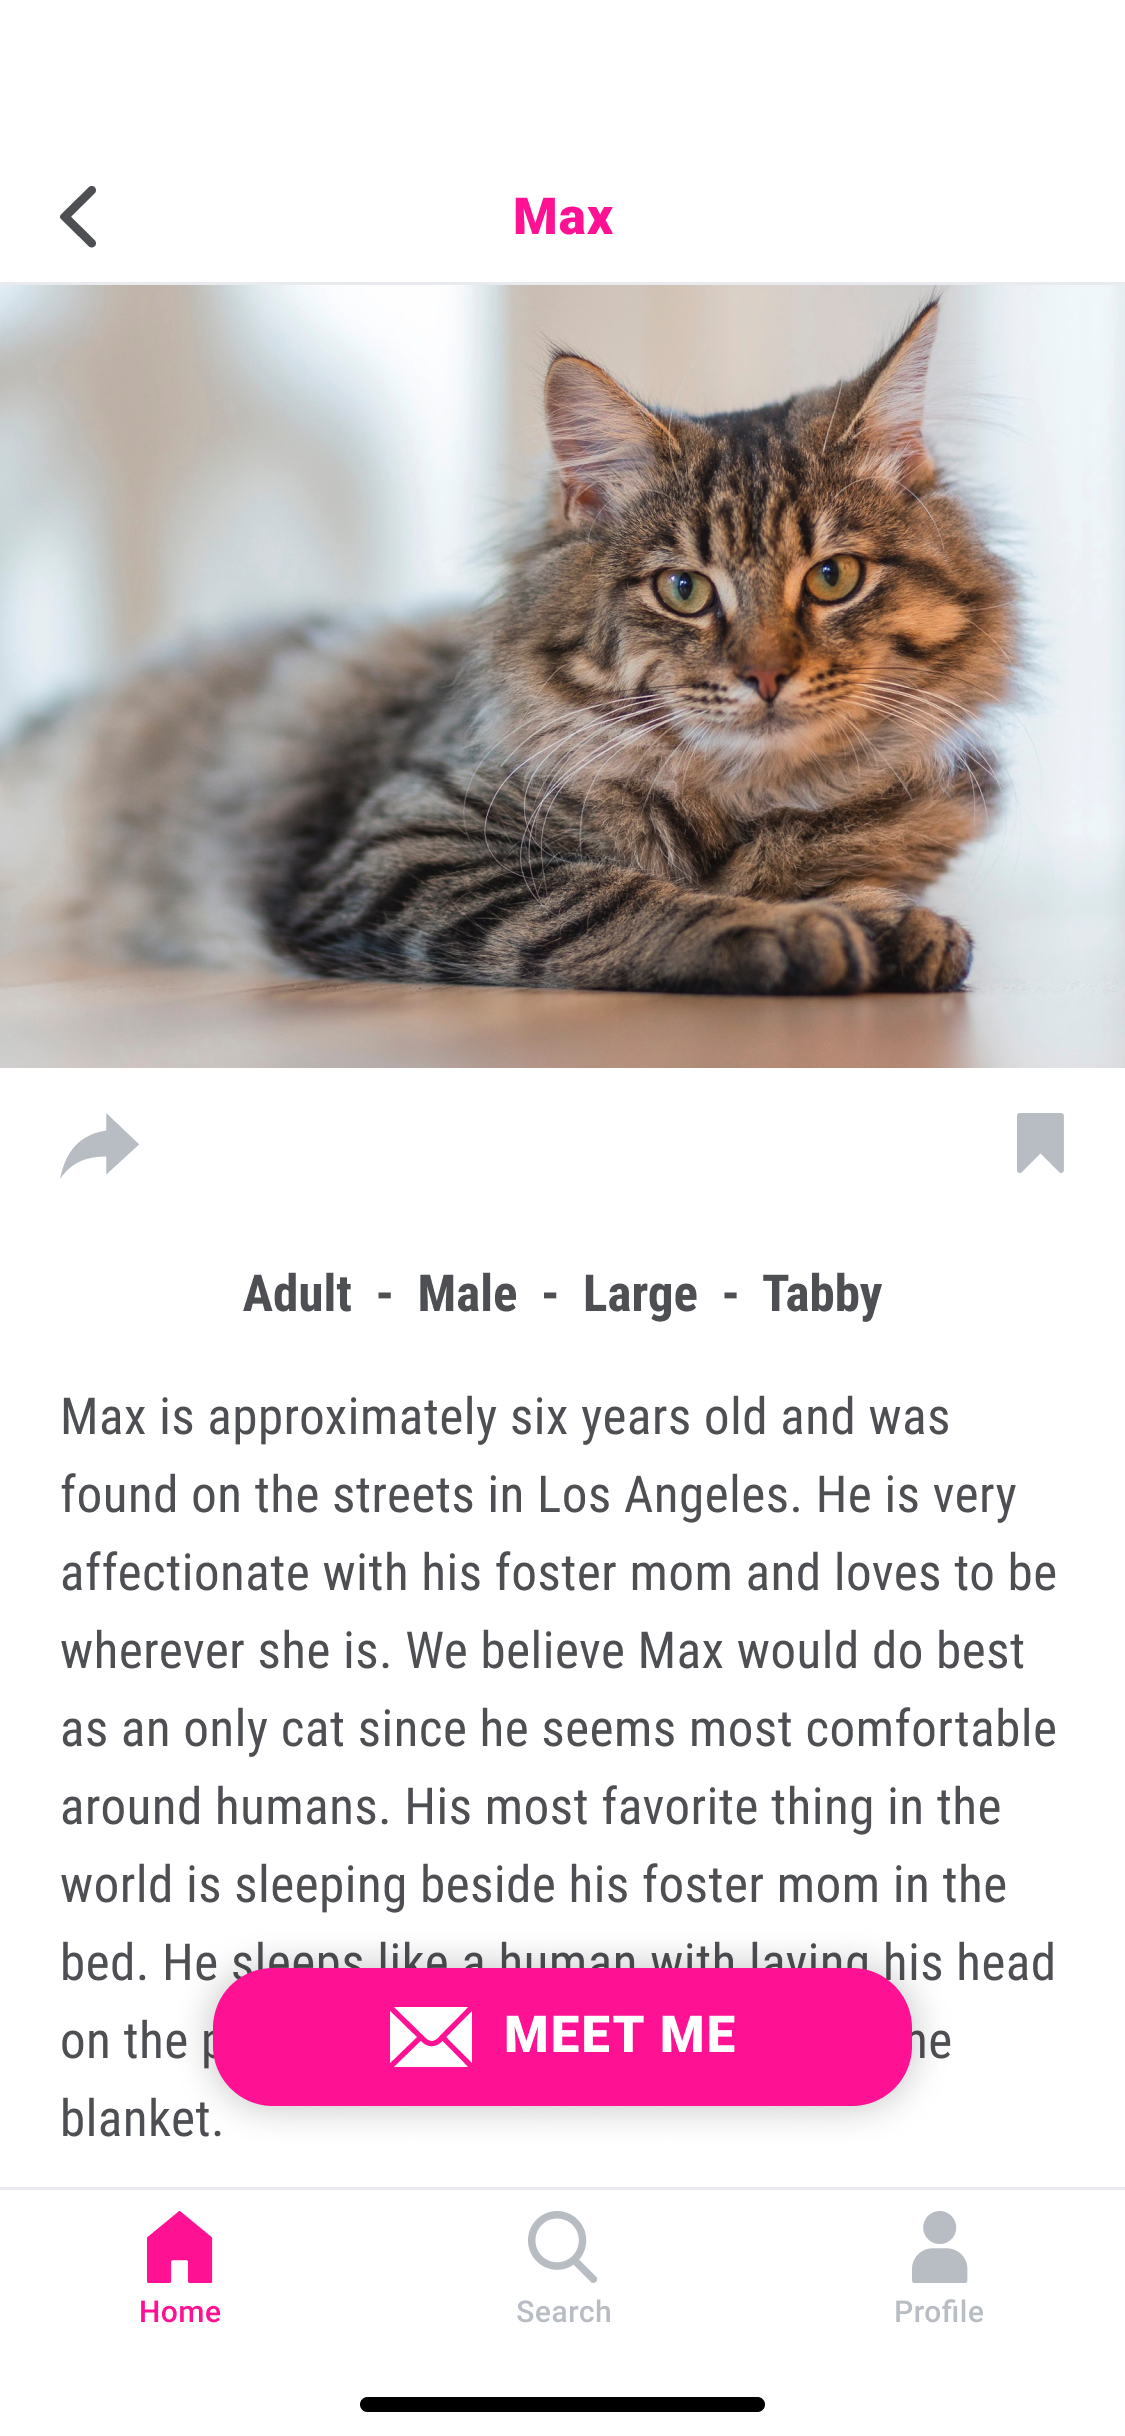 Max
Adult - Male - Large - Tabby
Max is approximately six years old and was
found on the streets in Los Angeles. He is very
affectionate with his foster mom and loves to be
wherever she is. We believe Max would do best
as an only cat since he seems most comfortable
around humans. His most favorite thing in the
world is sleeping beside his foster mom in the
bed. He sleeps like a human with laying his head
on the
blanket.
MEET ME
Home
Search
Profile